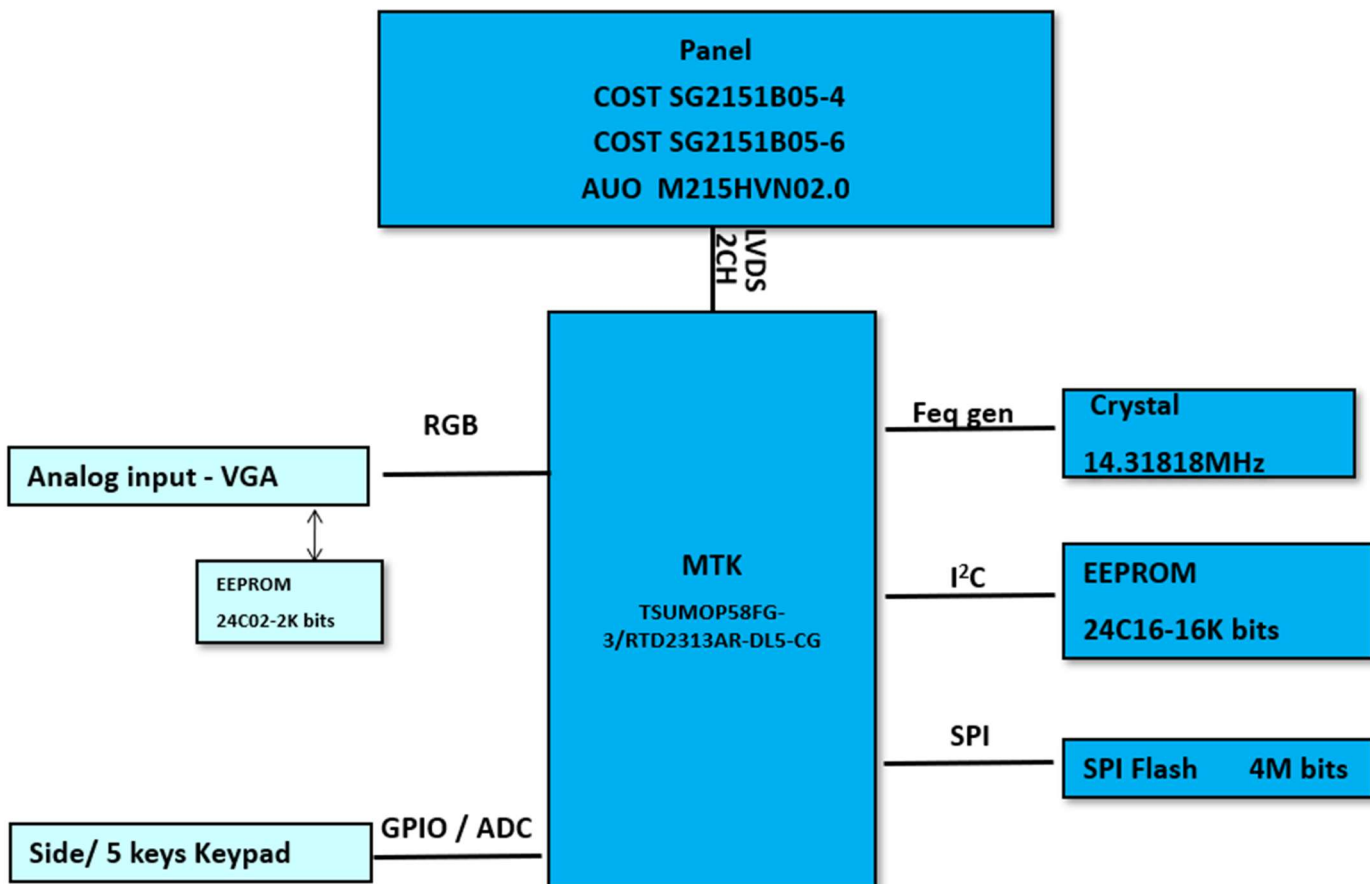 Panel
COST SG2151B05-4
COST SG2151B05-6
AUO M215HVN02.0
LVDS
2CH
RGB
Analog input - VGA
EEPROM
24C02-2K bits
GPIO / ADC
Side/ 5 keys Keypad
MTK
TSUMOP58FG-
3/RTD2313AR-DL5-CG
Feq gen
Crystal
14.31818MHz
I²C
EEPROM
24C16-16K bits
SPI
SPI Flash 4M bits